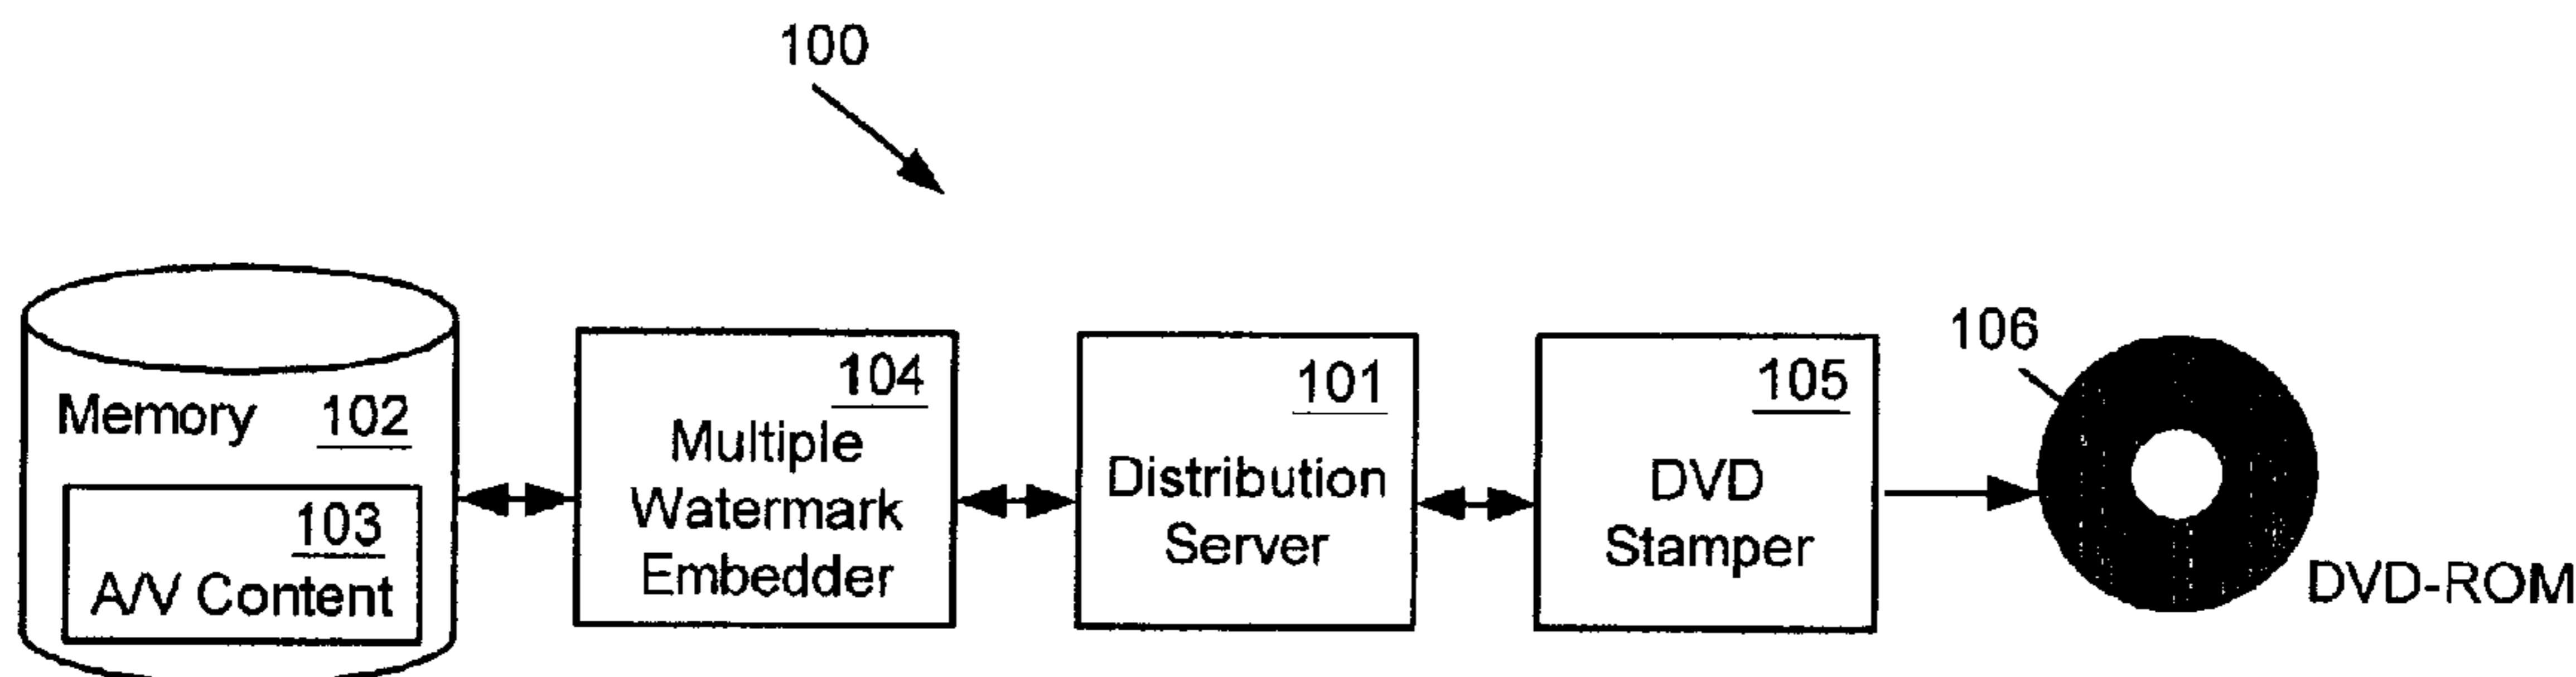 100
Memory 102
103
A/V Content
104
Multiple
Watermark
Embedder
101
Distribution
Server
105
DVD
Stamper
106
DVD-ROM